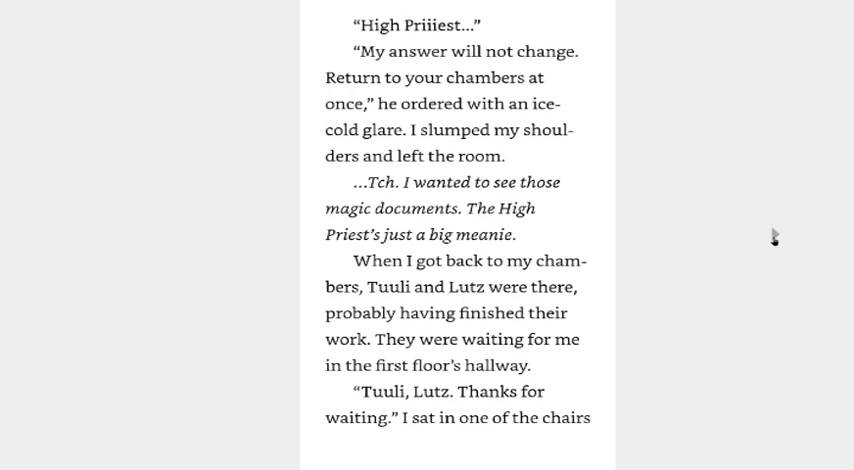 “High Priiiest...”
“My answer will not change.
Return to your chambers at
once,” he ordered with an ice-
cold glare. I slumped my shoul-
ders and left the room.
...Tch. I wanted to see those
magic documents. The High
Priest’s just a big meanie.
When I got back to my cham-
bers, Tuuli and Lutz were there,
probably having finished their
work. They were waiting for me
in the first floor’s hallway.
“Tuuli, Lutz. Thanks for
waiting.” I sat in one of the chairs